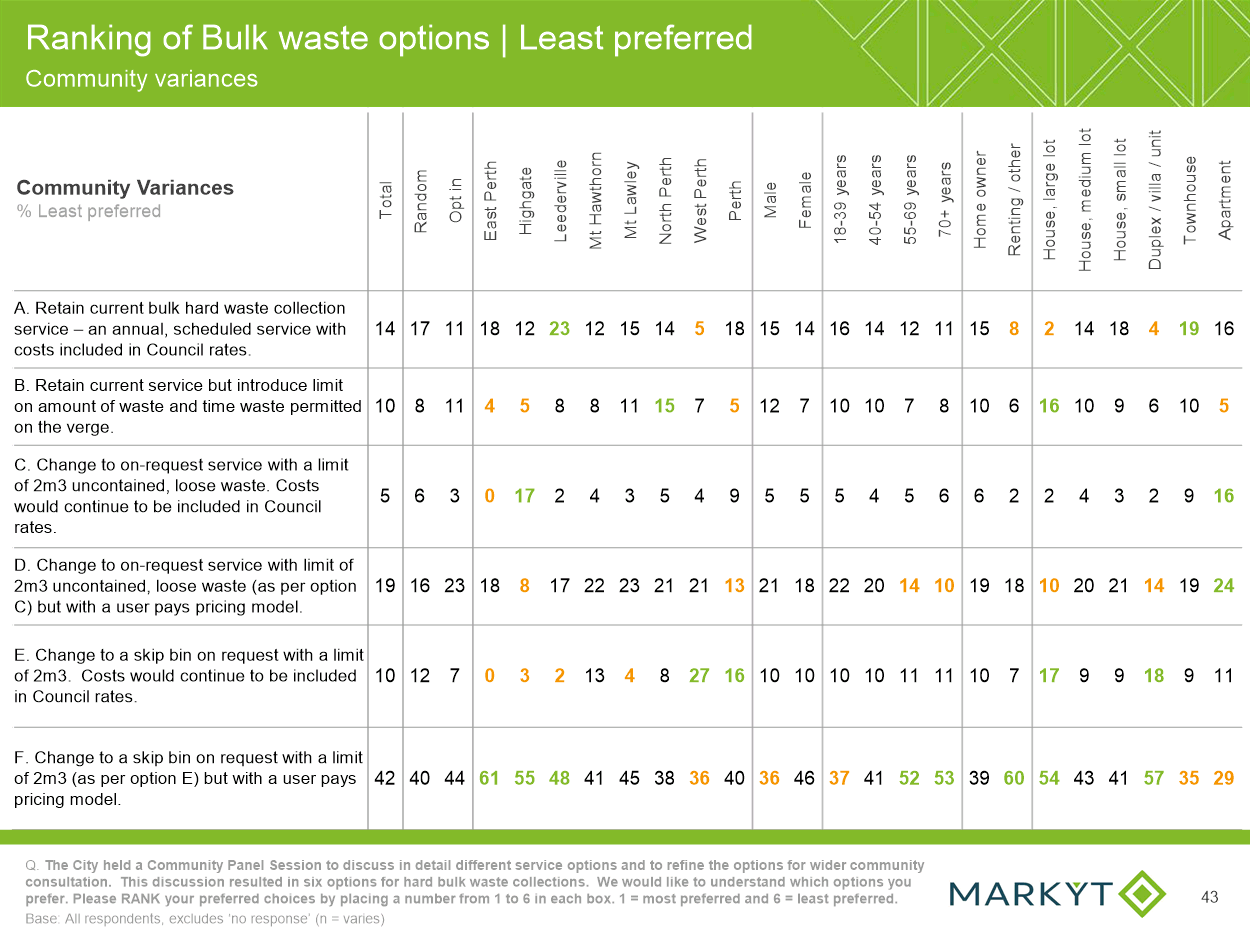 Ranking of Bulk waste options | Least preferred
Community variances
Community Variances
% Least preferred
Total
Random
Opt in
East Perth
Highgate
Leederville
Mt Hawthorn
Mt Lawley
North Perth
West Perth
Perth
Male
Female
18-39 years
40-54 years
55-69 years
70+ years
Home owner
Renting / other
House, large lot
House, medium lot
House, small lot
Duplex / villa / unit
Townhouse
Apartment
A. Retain current bulk hard waste collection
service – an annual, scheduled service with
costs included in Council rates.
14 17 11 18 12 23 12 15 14 5 18 15 14 16 14 12 11 15 8 2 14 18 4 19 16
B. Retain current service but introduce limit
on amount of waste and time waste permitted
on the verge.
10 8 11 4 5 8 8 11 15 7 5 12 7 10 10 7 8 10 6 16 10 9 6 10 5
C. Change to on-request service with a limit
of 2m3 uncontained, loose waste. Costs
would continue to be included in Council
rates.
5 6 3 0 17 2 4 3 5 4 9 5 5 5 4 5 6 6 2 2 4 3 2 9 16
D. Change to on-request service with limit of
2m3 uncontained, loose waste (as per option
C) but with a user pays pricing model.
19 16 23 18 8 17 22 23 21 21 13 21 18 22 20 14 10 19 18 10 20 21 14 19 24
E. Change to a skip bin on request with a limit
of 2m3. Costs would continue to be included
in Council rates.
10 12 7 0 3 2 13 4 8 27 16 10 10 10 10 11 11 10 7 17 9 9 18 9 11
F. Change to a skip bin on request with a limit
of 2m3 (as per option E) but with a user pays
pricing model.
42 40 44 61 55 48 41 45 38 36 40 36 46 37 41 52 53 39 60 54 43 41 57 35 29
Q. The City held a Community Panel Session to discuss in detail different service options and to refine the options for wider community
consultation. This discussion resulted in six options for hard bulk waste collections. We would like to understand which options you
prefer. Please RANK your preferred choices by placing a number from 1 to 6 in each box. 1 = most preferred and 6 = least preferred.
Base: All respondents, excludes ‘no response’ (n = varies)
MARKYT
43